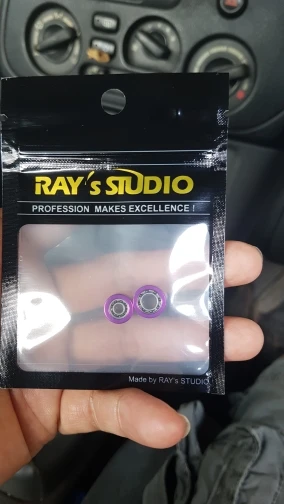 RAY's STUDIO
PROFESSION MAKES EXCELLENCE !
Made by RAY's STUDIO